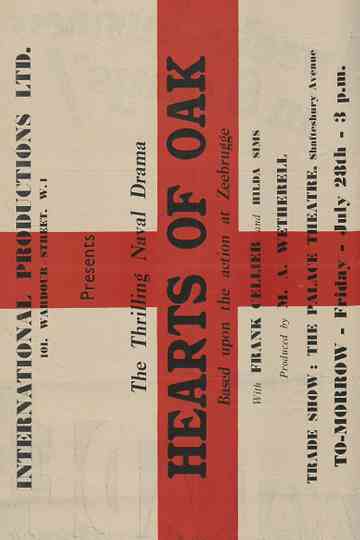 INTERNATIONAL PRODUCTIONS LTD.
101, WARDOUR STREET, W.1
Presents
The Thrilling Naval Drama
HEARTS OF OAK
Based upon the action at Zeebrugge
With FRANK CELLIER and HILDA SIMS
Produced by M. A. WETHERELL
TRADE SHOW : THE PALACE THEATRE, Shaftesbury Avenue
TO-MORROW - Friday - July 28th - 3 p.m.